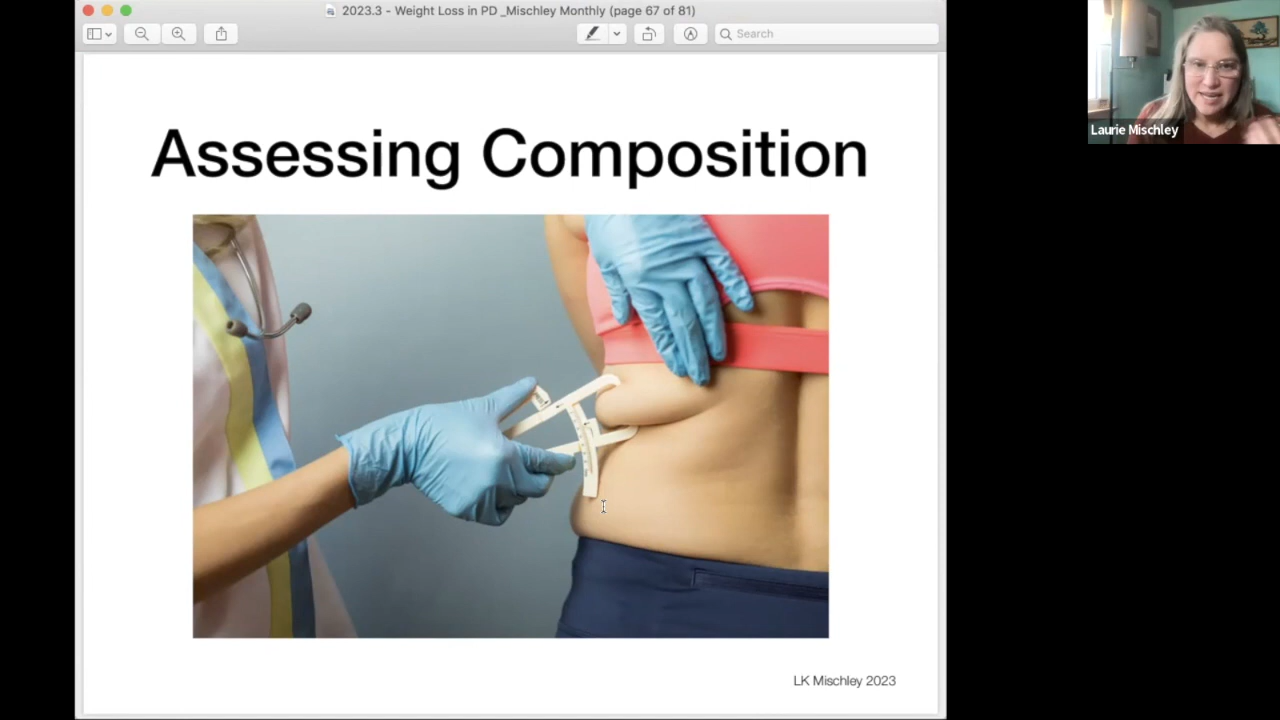 2023.3 - Weight Loss in PD _Mischley Monthly (page 67 of 81)
Search
Laurie Mischley
Assessing Composition
LK Mischley 2023